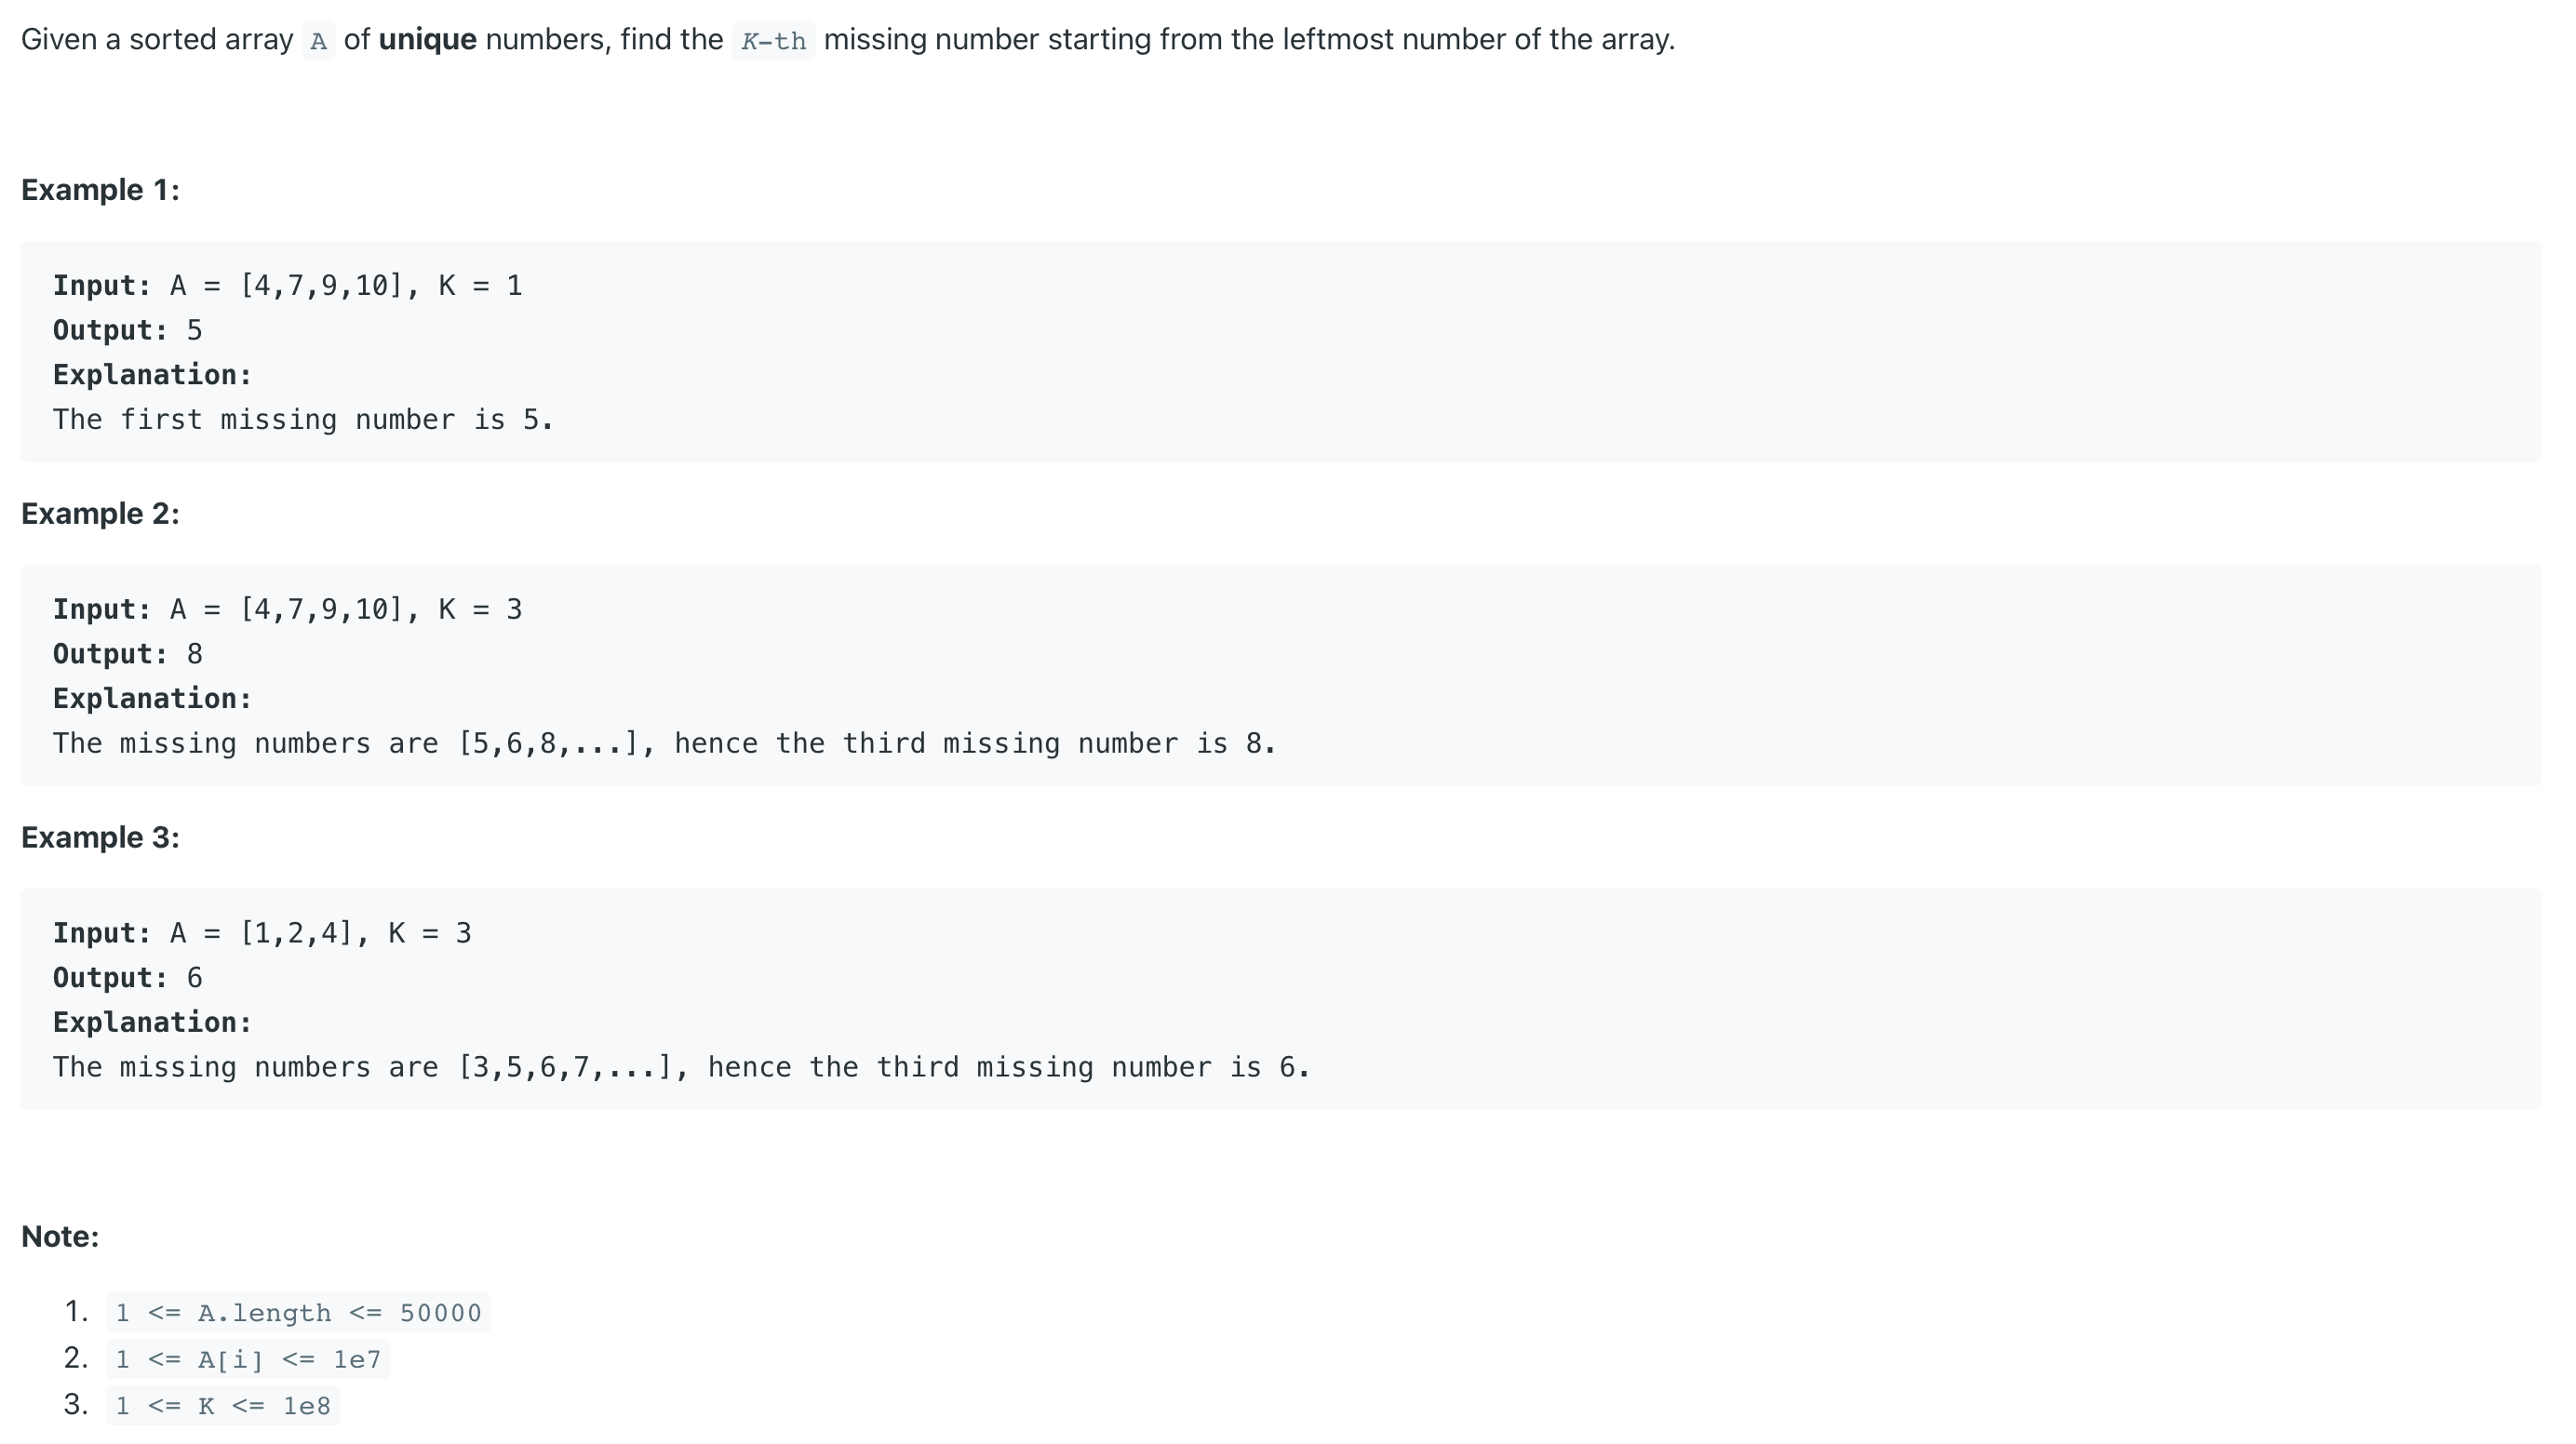 Given a sorted array A of unique numbers, find the K-th missing number starting from the leftmost number of the array.
Example 1:
Input: A = [4,7,9,10], K = 1
Output: 5
Explanation:
The first missing number is 5.
Example 2:
Input: A = [4,7,9,10], K = 3
Output: 8
Explanation:
The missing numbers are [5,6,8,...], hence the third missing number is 8.
Example 3:
Input: A = [1,2,4], K = 3
Output: 6
Explanation:
The missing numbers are [3,5,6,7,...], hence the third missing number is 6.
Note:
1. 1 <= A.length <= 50000
2. 1 <= A[i] <= 1e7
3. 1 <= K <= 1e8